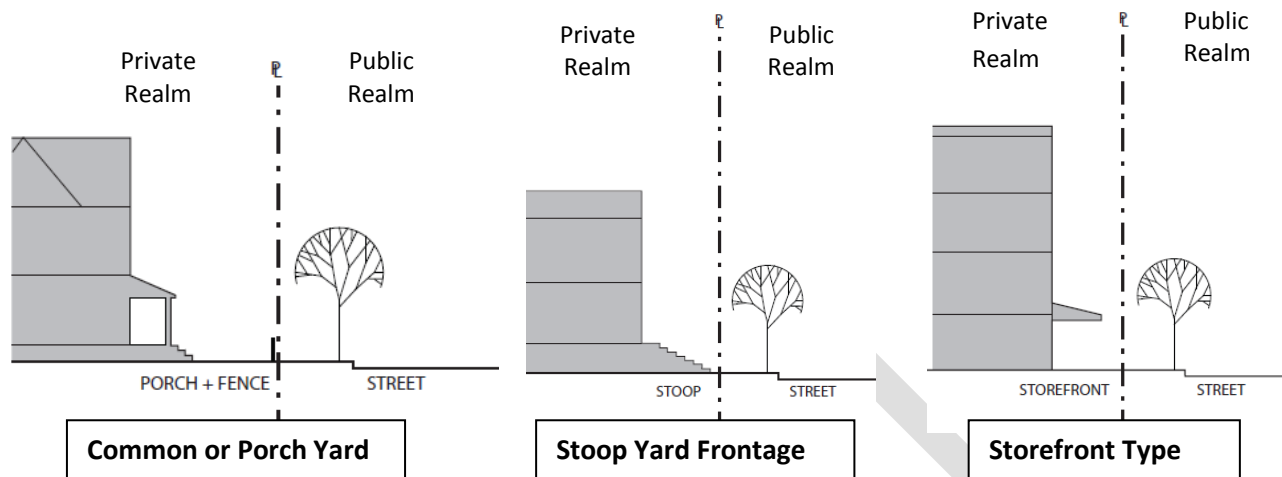 Private
Realm
PL
Public
Realm
PORCH + FENCE
STREET
Common or Porch Yard
Private
Realm
PL
Public
Realm
STOOP
STREET
Stoop Yard Frontage
Private
Realm
PL
Public
Realm
STOREFRONT
STREET
Storefront Type